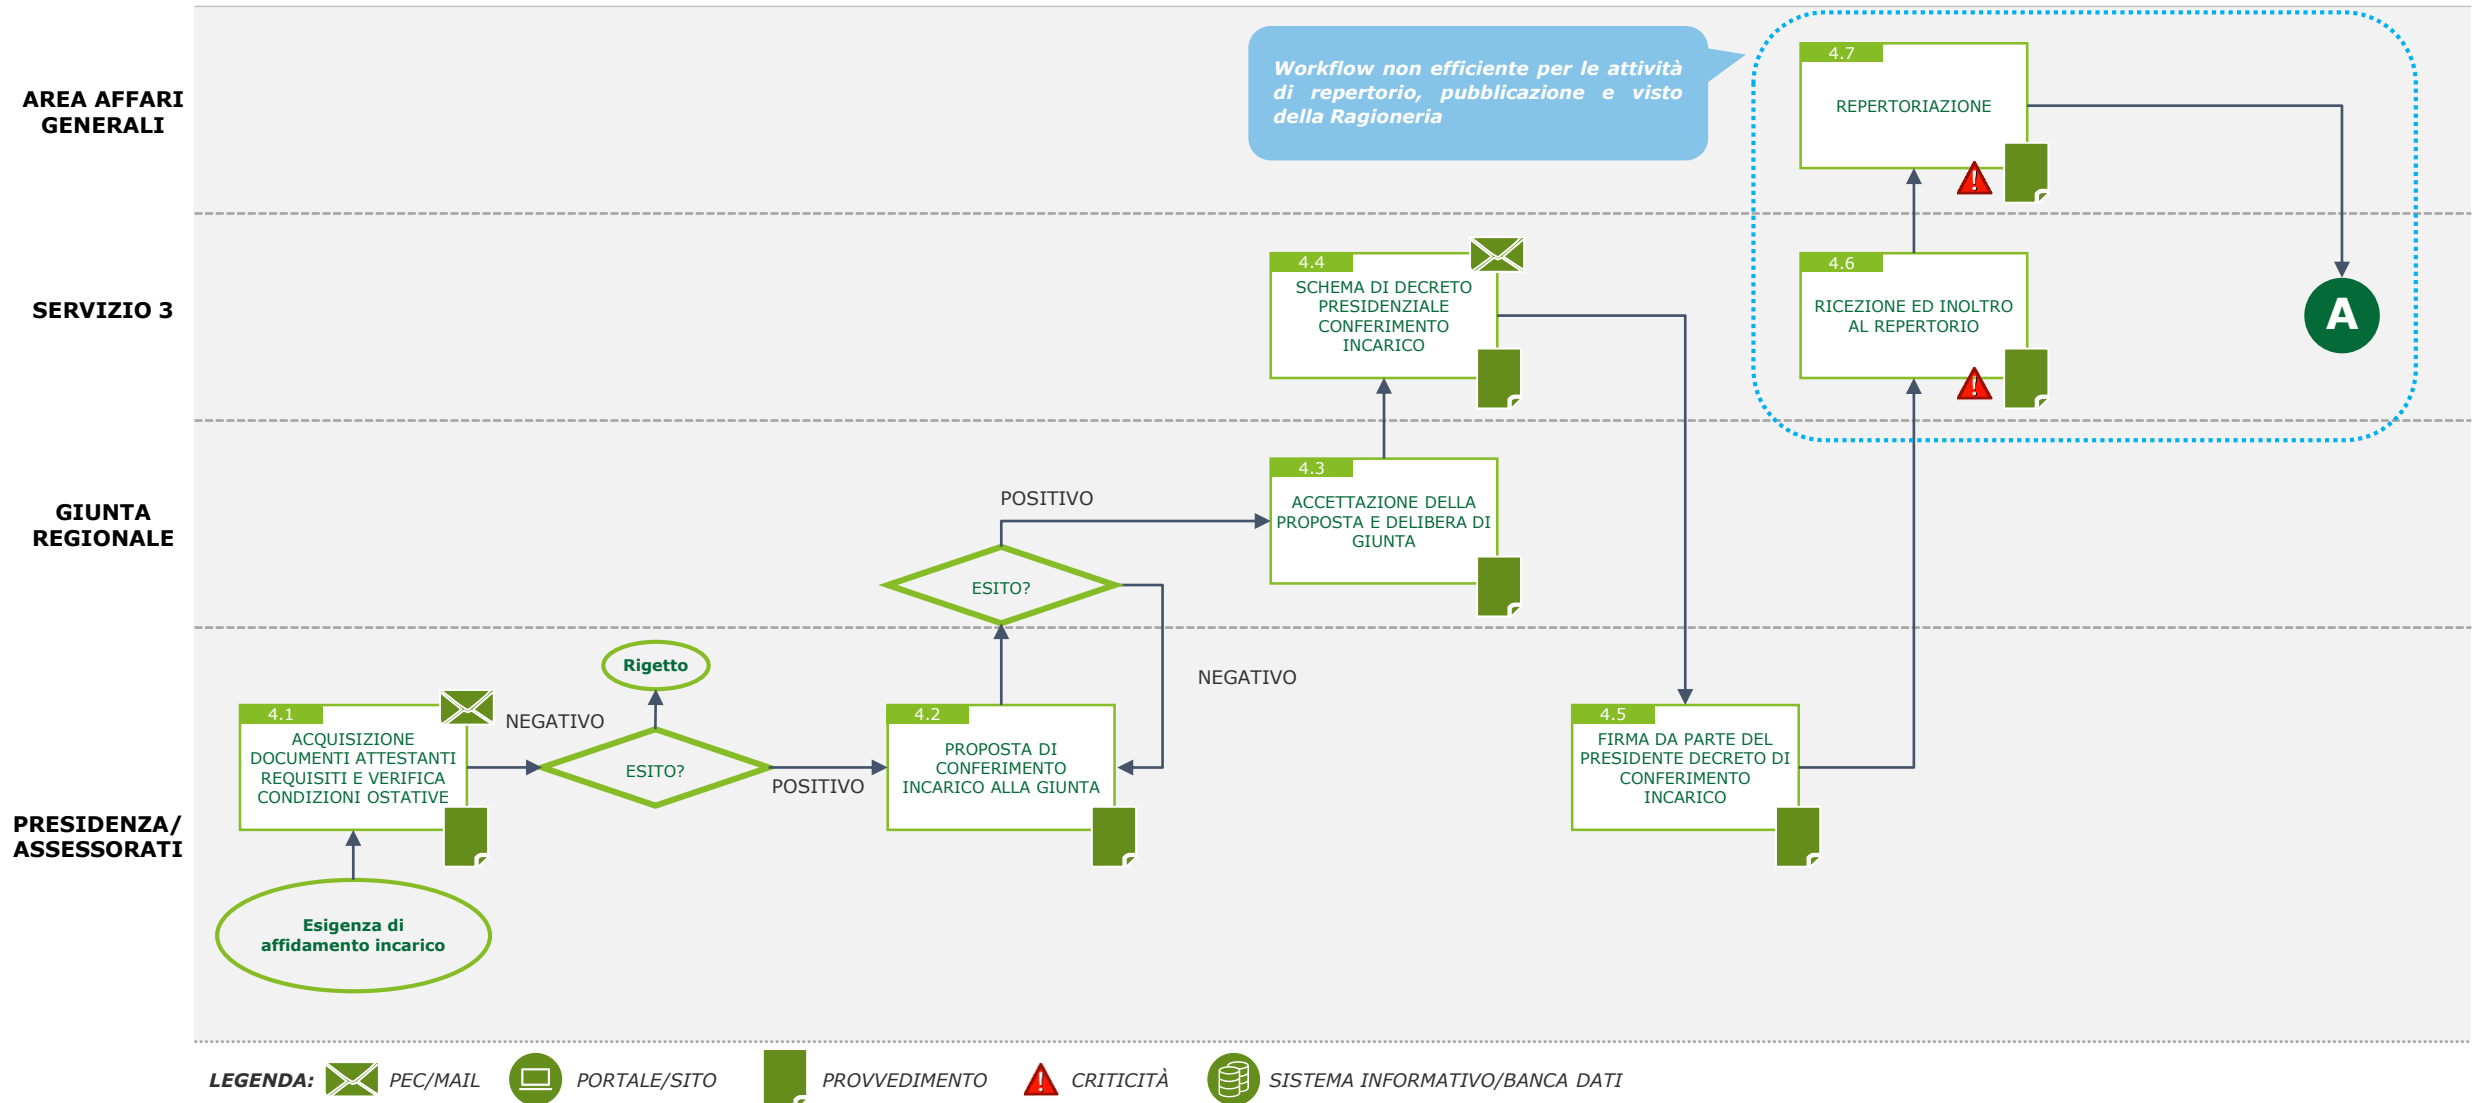 AREA AFFARI
GENERALI
Workflow non efficiente per le attività
di repertorio, pubblicazione e visto
della Ragioneria
4.7
REPERTORIAZIONE
SERVIZIO 3
4.4
SCHEMA DI DECRETO
PRESIDENZIALE
CONFERIMENTO
INCARICO
4.6
RICEZIONE ED INOLTRO
AL REPERTORIO
A
GIUNTA
REGIONALE
POSITIVO
ESITO?
4.3
ACCETTAZIONE DELLA
PROPOSTA E DELIBERA DI
GIUNTA
PRESIDENZA/
ASSESSORATI
4.1
ACQUISIZIONE
DOCUMENTI ATTESTANTI
REQUISITI E VERIFICA
CONDIZIONI OSTATIVE
NEGATIVO
Rigetto
ESITO?
POSITIVO
4.2
PROPOSTA DI
CONFERIMENTO
INCARICO ALLA GIUNTA
NEGATIVO
4.5
FIRMA DA PARTE DEL
PRESIDENTE DECRETO DI
CONFERIMENTO
INCARICO
Esigenza di
affidamento incarico
LEGENDA: PEC/MAIL PORTALE/SITO PROVVEDIMENTO CRITICITÀ SISTEMA INFORMATIVO/BANCA DATI